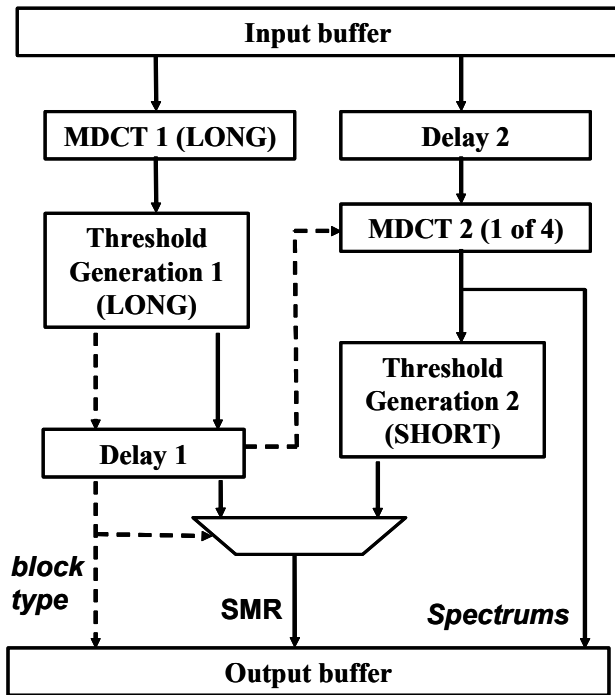 Input buffer
MDCT 1 (LONG)
Delay 2
MDCT 2 (1 of 4)
Threshold
Generation 1
(LONG)
Threshold
Generation 2
(SHORT)
Delay 1
block
type
SMR
Spectrums
Output buffer